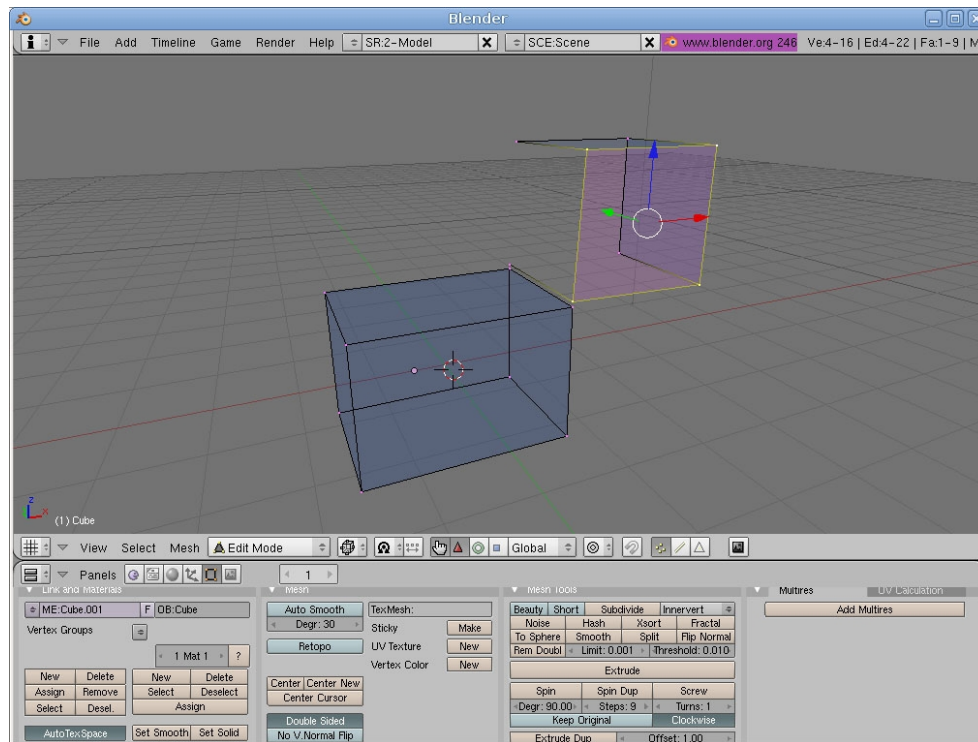 Blender
File Add Timeline Game Render Help SR:2-Model X SCE:Scene X www.blender.org 246 Ve:4-16 | Ed:4-22 | Fa:1-9 | M
z
x
(1) Cube
View Select Mesh Edit Mode Global
Panels 1
Link and Materials Mesh Mesh Tools Multires UV Calculation
ME:Cube.001 F OB:Cube Auto Smooth TexMesh: Beauty Short Subdivide Innervert Add Multires
Vertex Groups Degr: 30 Sticky Make Noise Hash Xsort Fractal
1 Mat 1 ? Retopo UV Texture New To Sphere Smooth Split Flip Normal
Vertex Color New Rem Doubl Limit: 0.001 Threshold: 0.010
New Delete New Delete Extrude
Assign Remove Select Deselect Center Center New Spin Spin Dup Screw
Select Desel. Assign Center Cursor Degr: 90.00 Steps: 9 Turns: 1
Double Sided Keep Original Clockwise
AutoTexSpace Set Smooth Set Solid No V.Normal Flip Extrude Dup Offset: 1.00